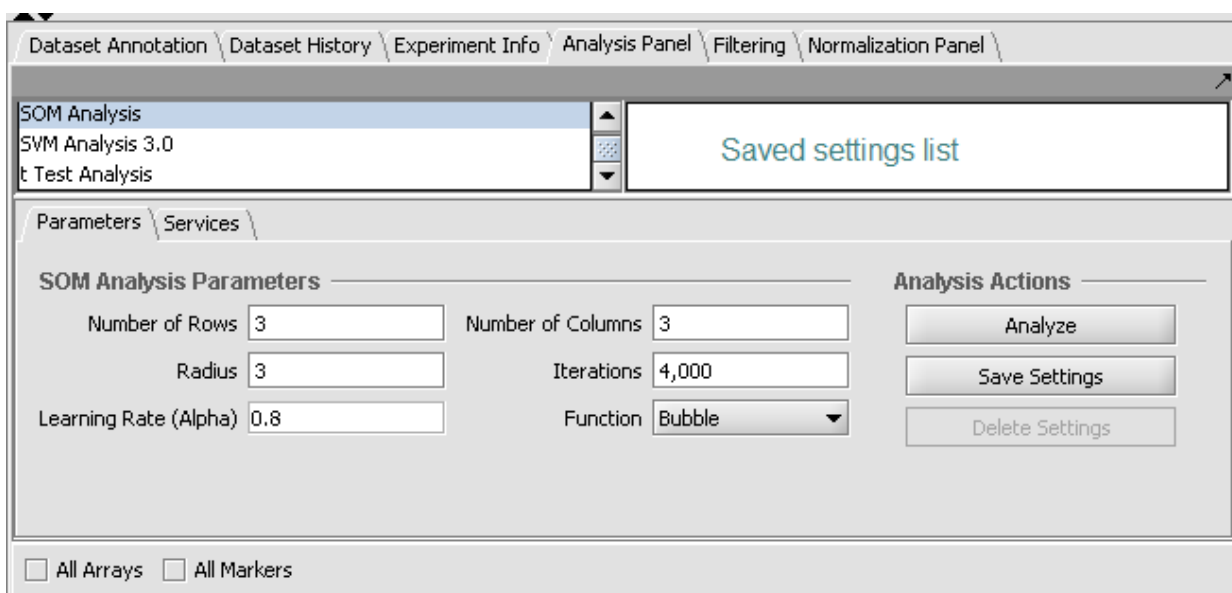 Dataset Annotation Dataset History Experiment Info Analysis Panel Filtering Normalization Panel
SOM Analysis
SVM Analysis 3.0
t Test Analysis
Saved settings list
Parameters Services
SOM Analysis Parameters
Number of Rows 3 Number of Columns 3
Radius 3 Iterations 4,000
Learning Rate (Alpha) 0.8 Function Bubble
Analysis Actions
Analyze
Save Settings
Delete Settings
All Arrays All Markers